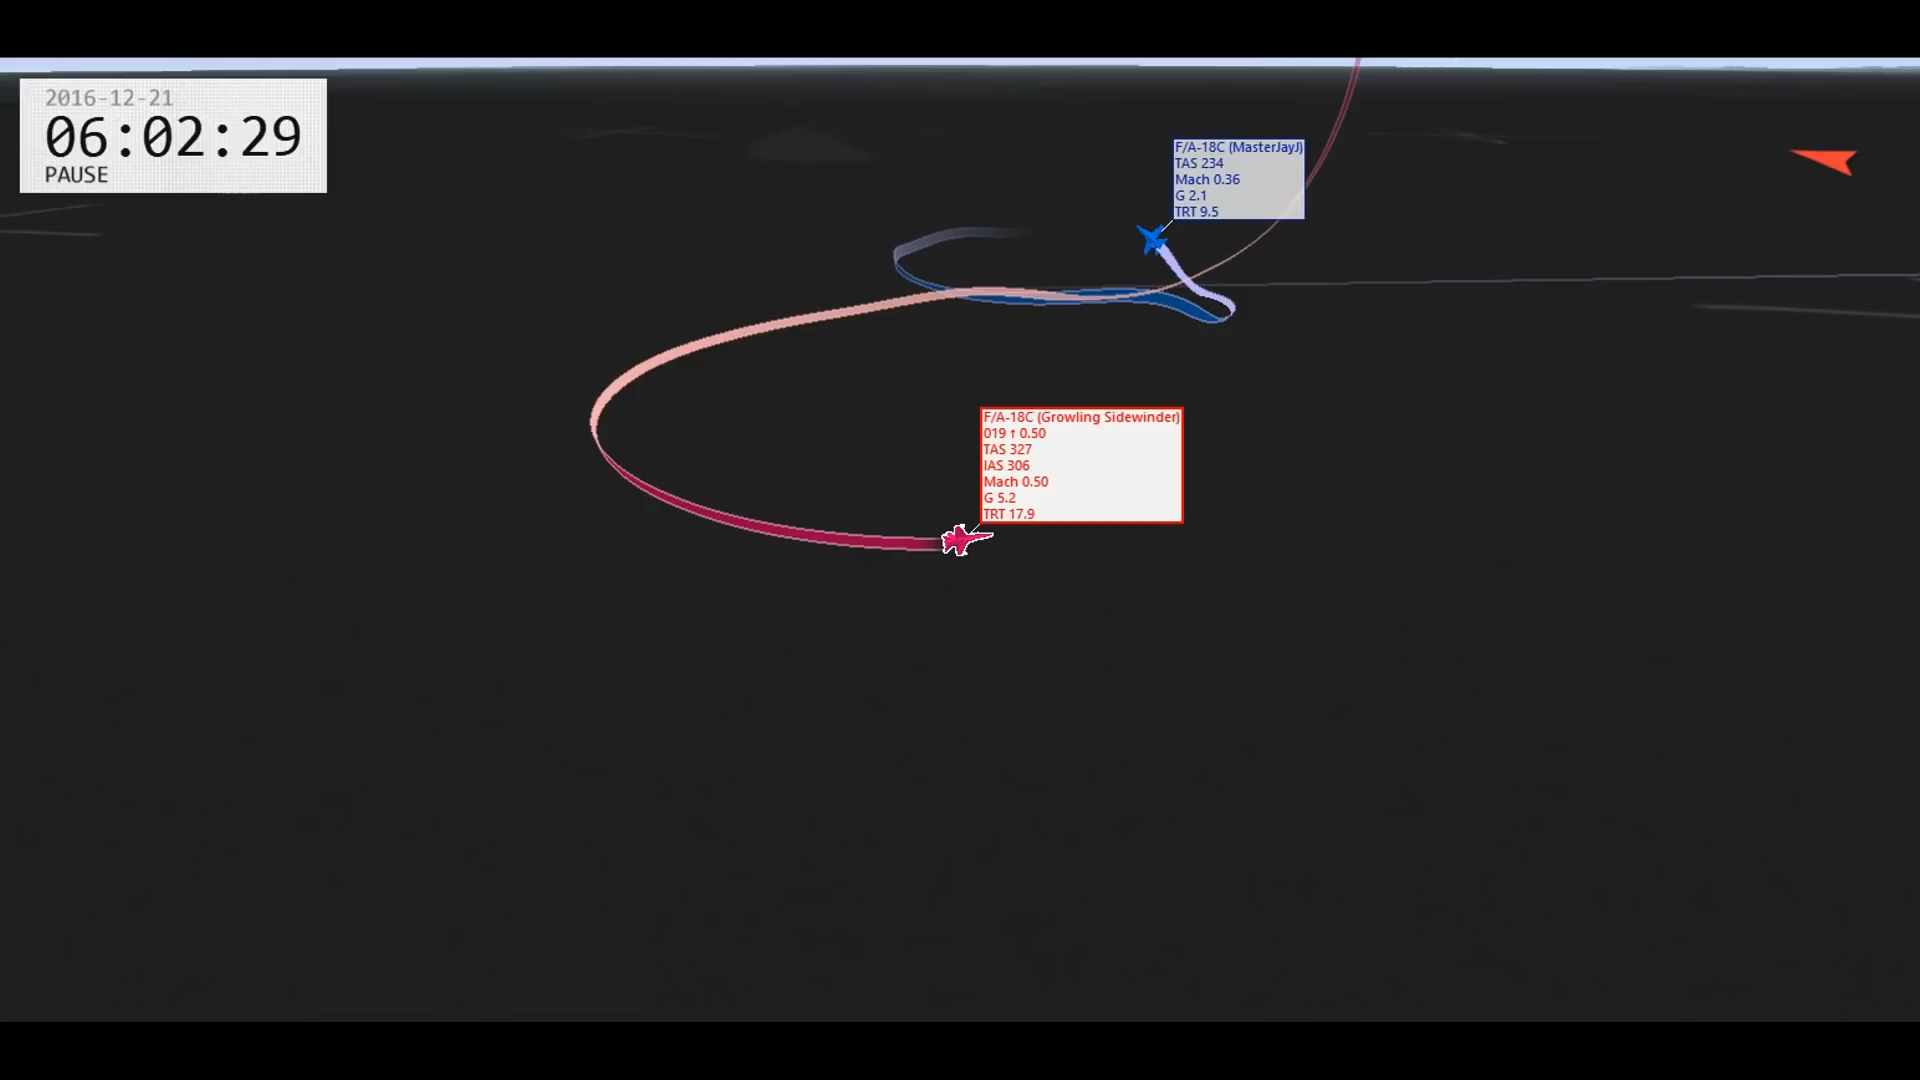 2016-12-21
06:02:29
PAUSE
F/A-18C (MasterJayJ)
TAS 234
Mach 0.36
G 2.1
TRT 9.5
F/A-18C (Growling Sidewinder)
019 ↑ 0.50
TAS 327
IAS 306
Mach 0.50
G 5.2
TRT 17.9